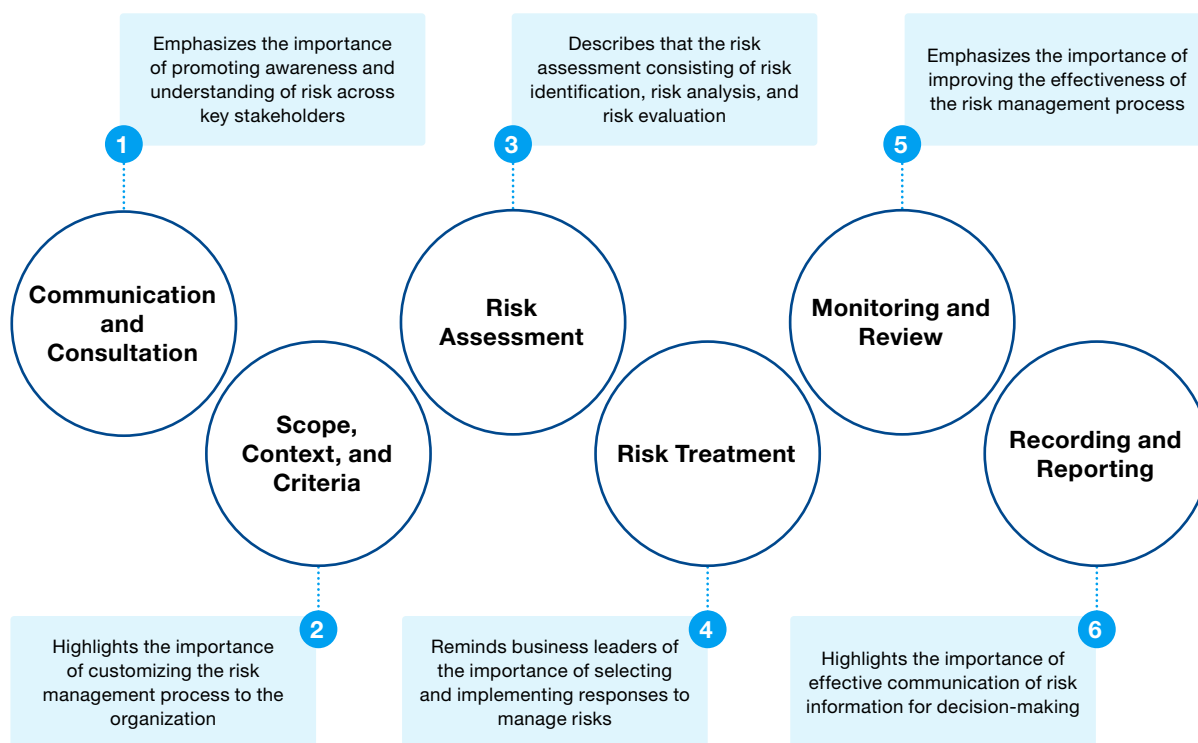 Emphasizes the importance
of promoting awareness and
understanding of risk across
key stakeholders
1
Communication
and
Consultation
Scope,
Context, and
Criteria
2
Highlights the importance
of customizing the risk
management process to the
organization
Describes that the risk
assessment consisting of risk
identification, risk analysis, and
risk evaluation
3
Risk
Assessment
Risk Treatment
4
Reminds business leaders of
the importance of selecting
and implementing responses to
manage risks
Emphasizes the importance of
improving the effectiveness of
the risk management process
5
Monitoring and
Review
Recording and
Reporting
6
Highlights the importance of
effective communication of risk
information for decision-making